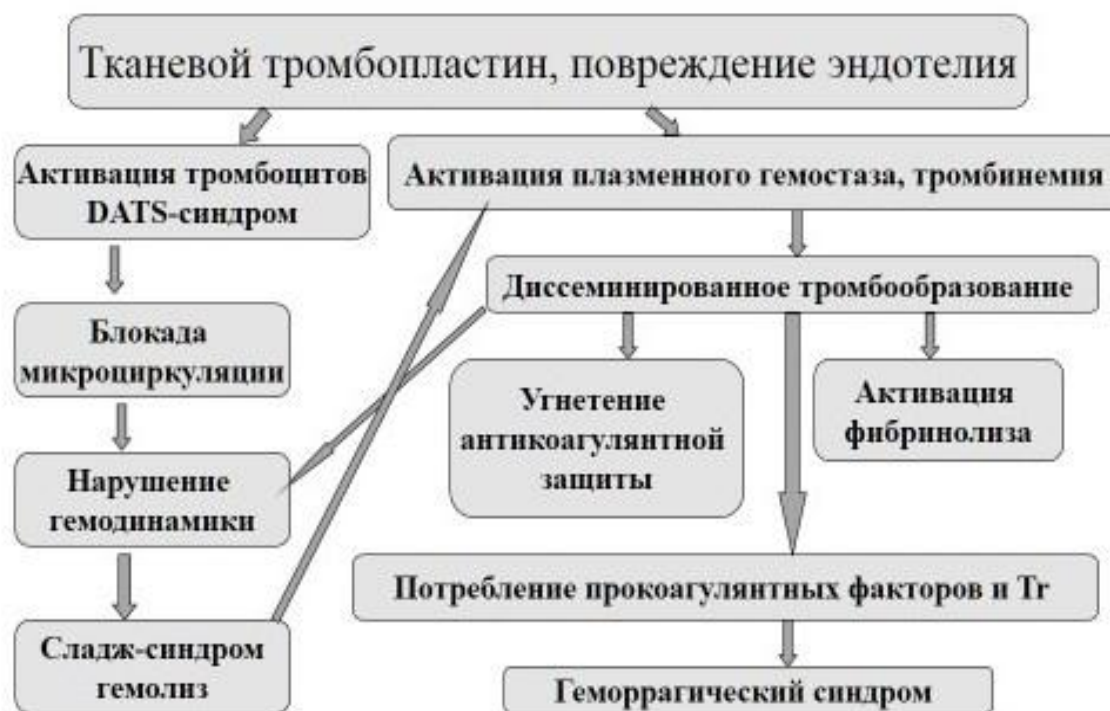 Тканевой тромбопластин, повреждение эндотелия
Активация тромбоцитов
DATS-синдром
Активация плазменного гемостаза, тромбинемия
Диссеминированное тромбообразование
Блокада
микроциркуляции
Угнетение
антикоагулянтной
защиты
Активация
фибринолиза
Нарушение
гемодинамики
Потребление прокоагулянтных факторов и Tr
Сладж-синдром
гемолиз
Геморрагический синдром